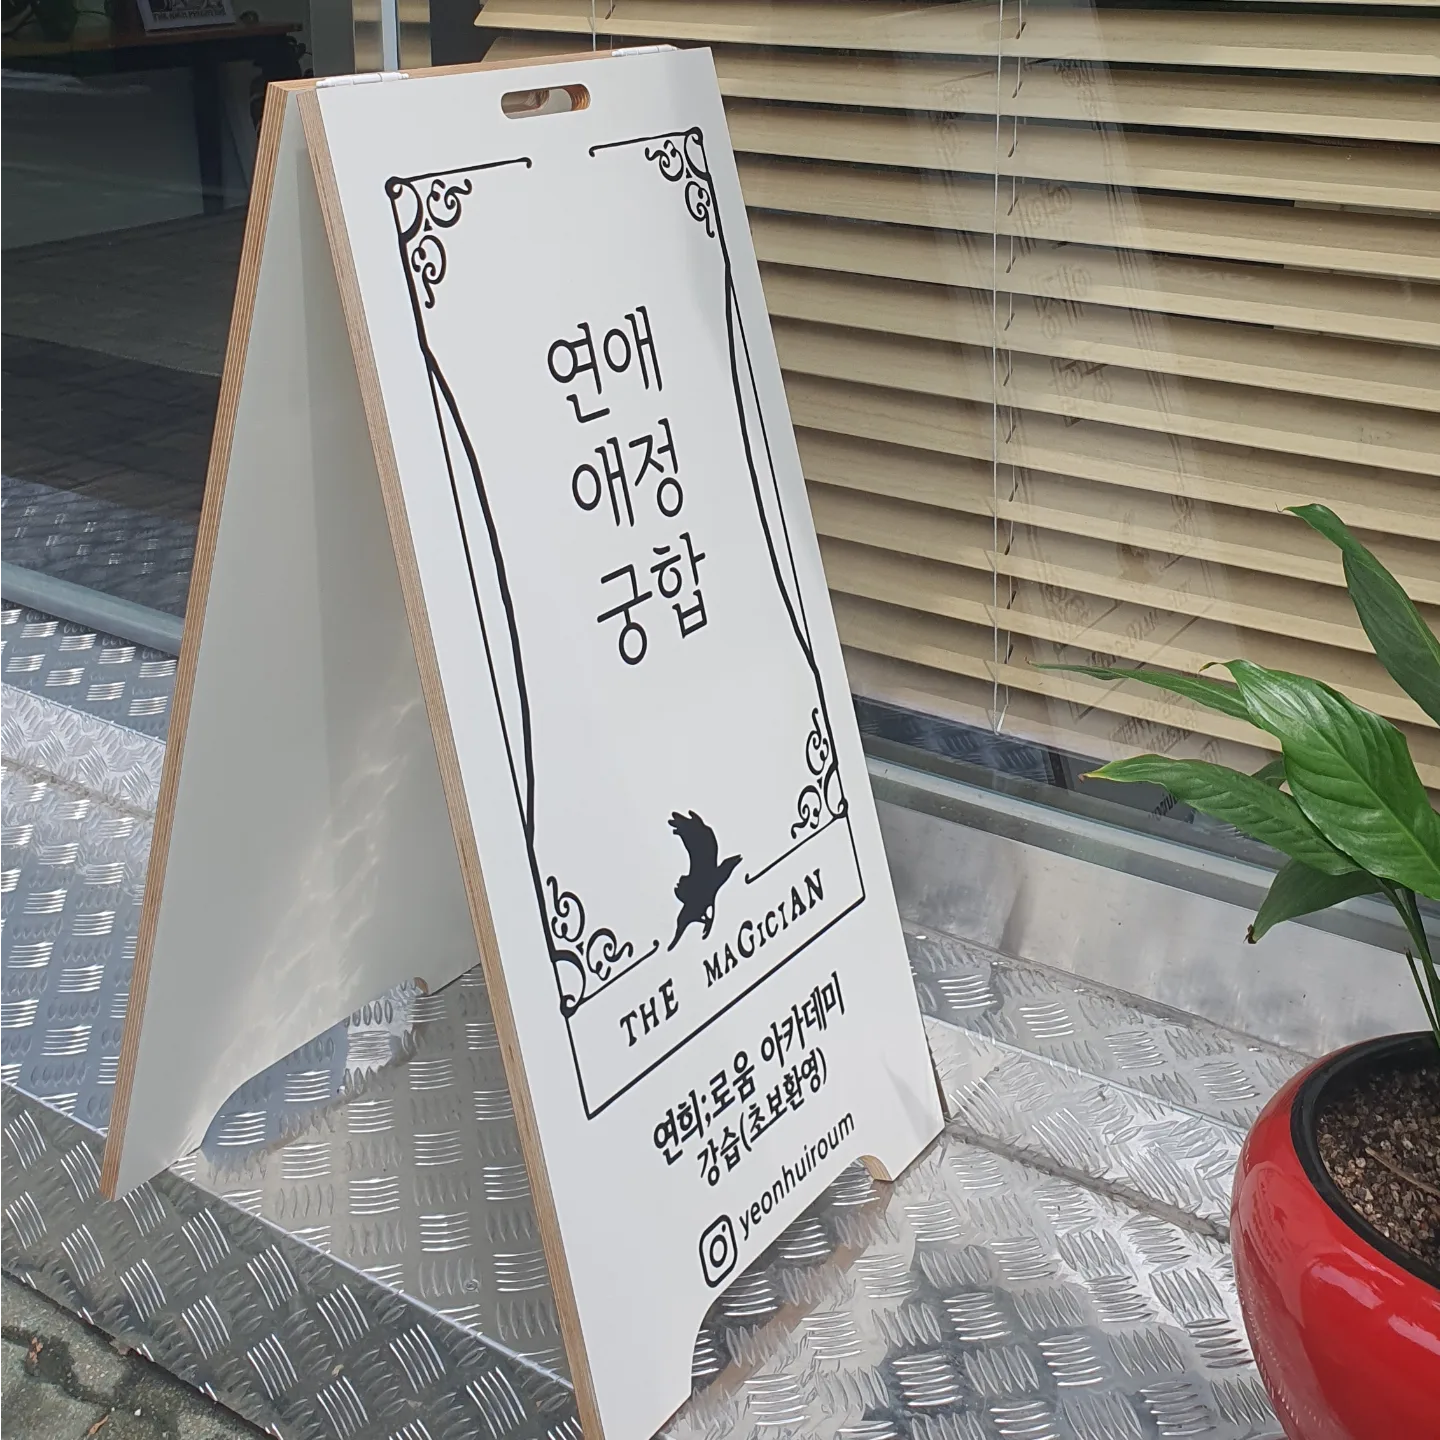 연애
애정
궁합
THE MAGICIAN
연희;로움 아카데미
강습(초보환영)
yeonhuiroum